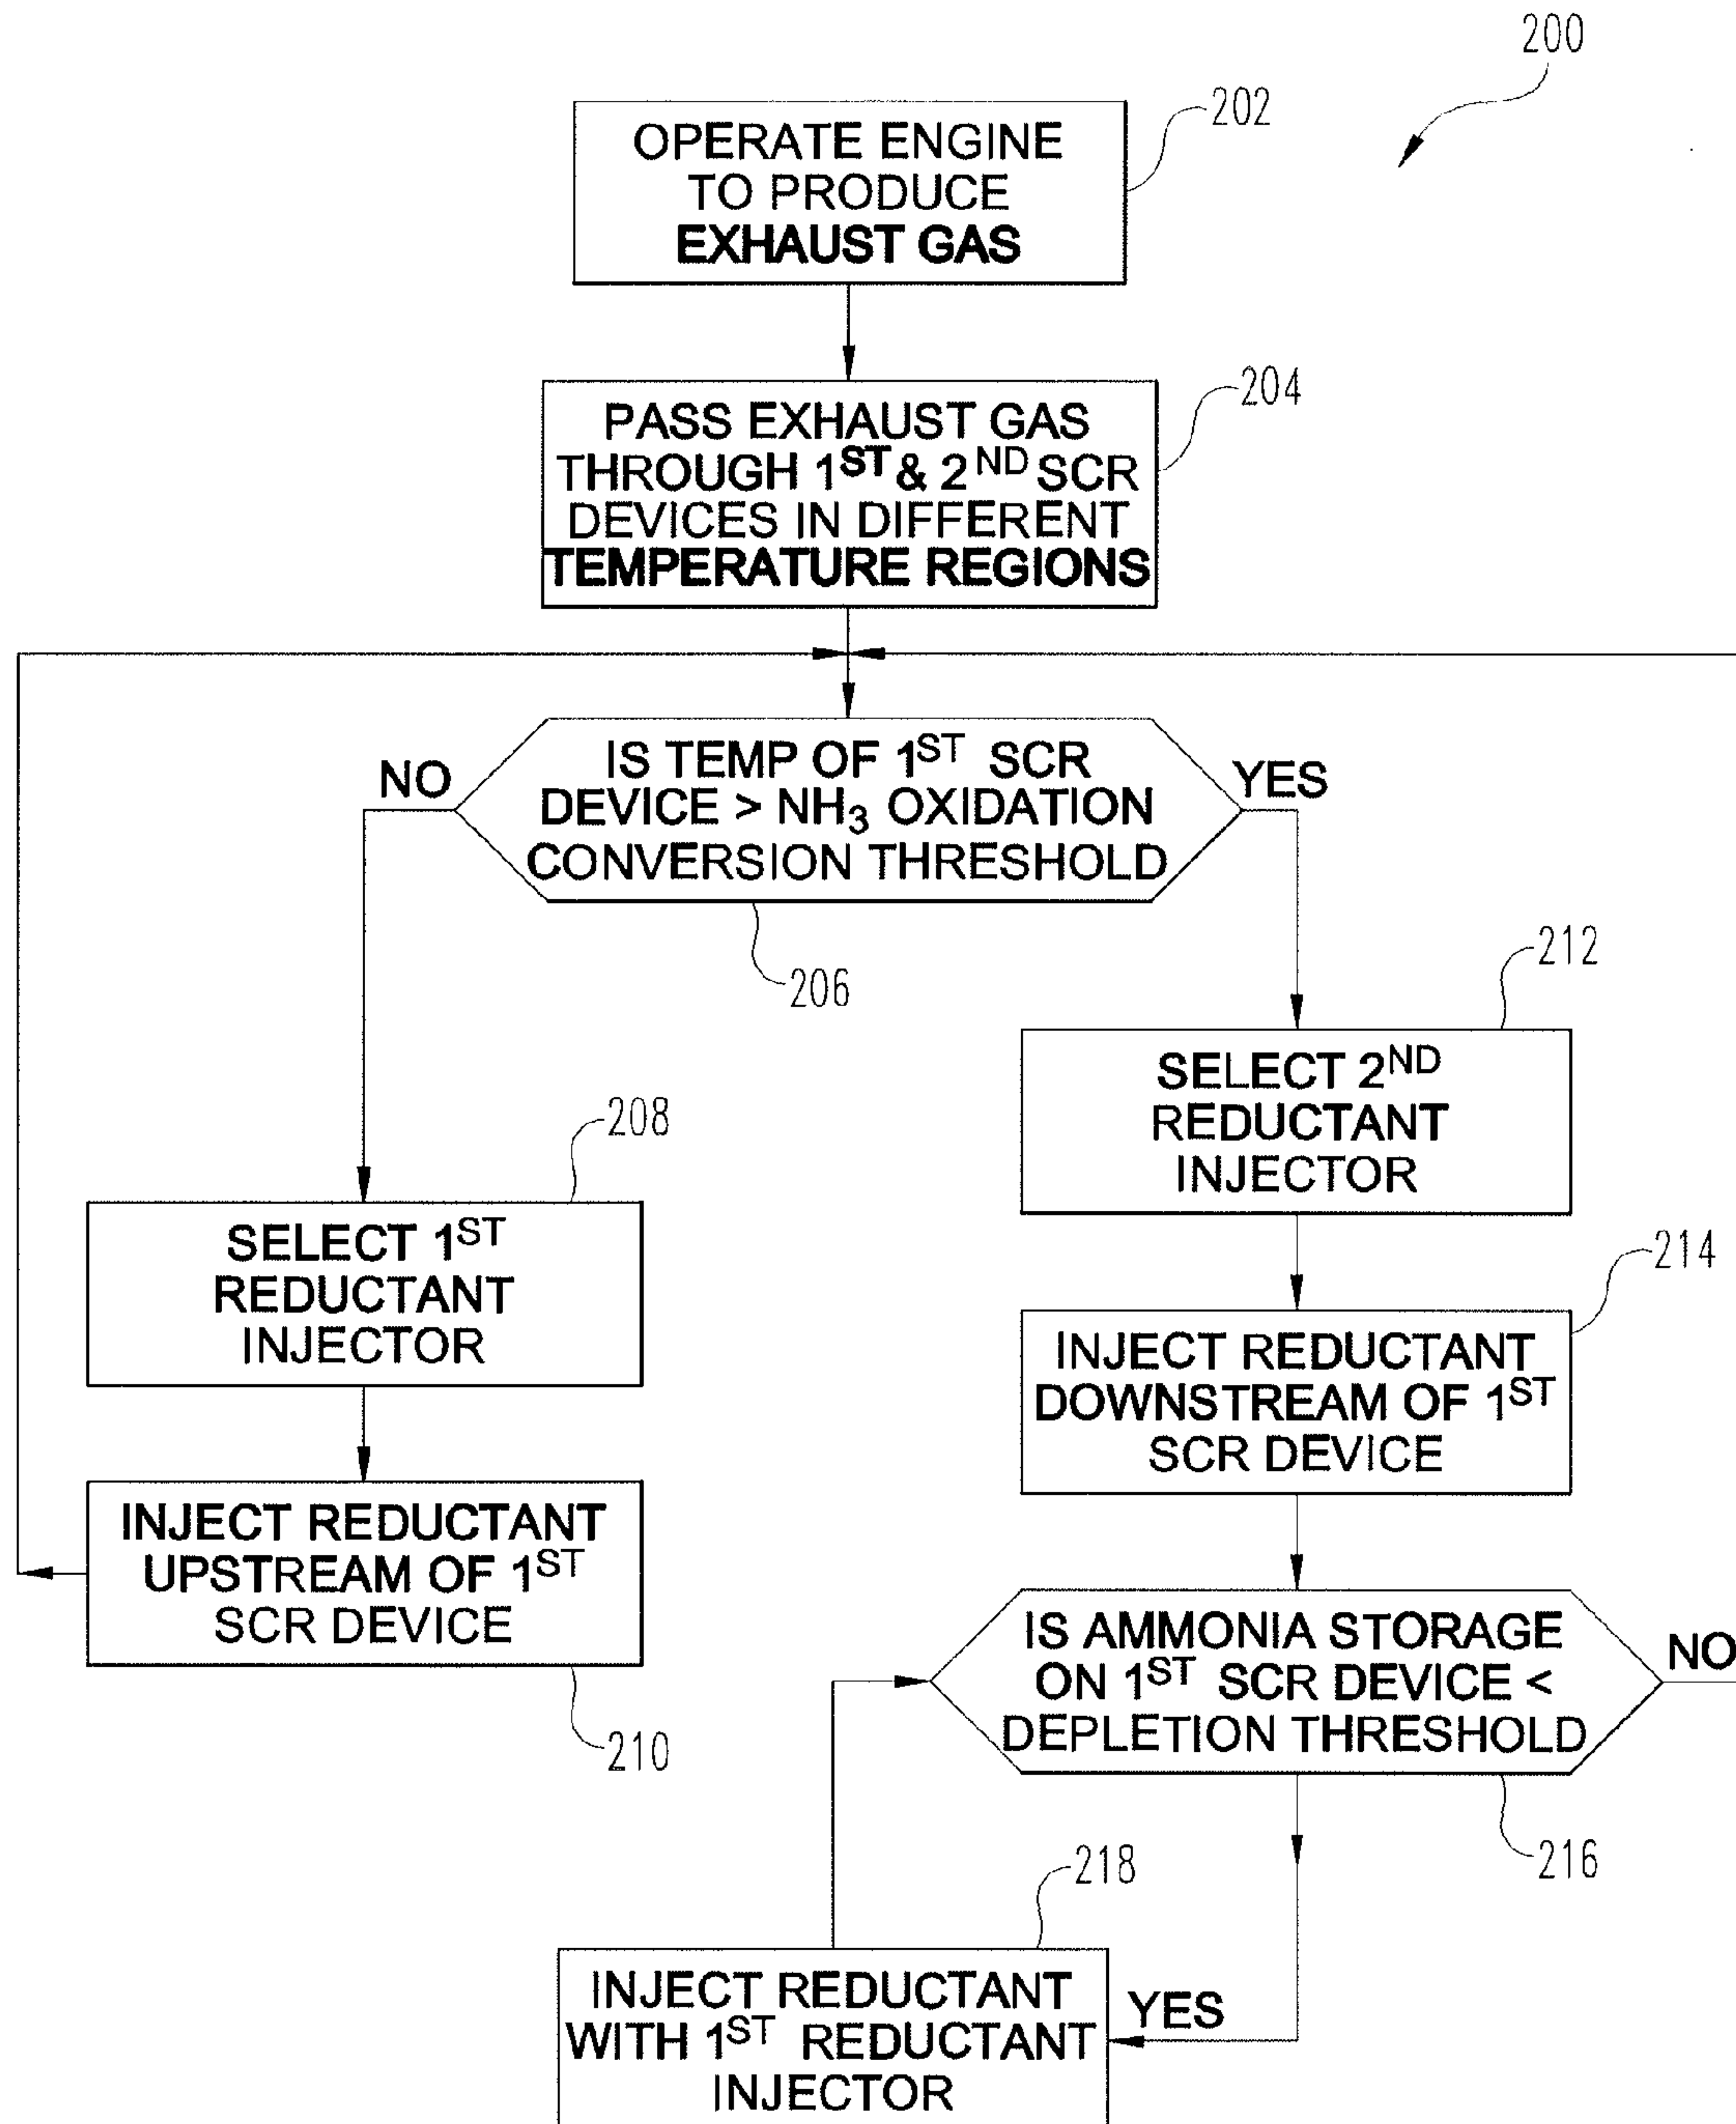 200
202
OPERATE ENGINE
TO PRODUCE
EXHAUST GAS
204
PASS EXHAUST GAS
THROUGH 1ST & 2ND SCR
DEVICES IN DIFFERENT
TEMPERATURE REGIONS
NO
IS TEMP OF 1ST SCR
DEVICE > NH3 OXIDATION
CONVERSION THRESHOLD
YES
206
212
SELECT 2ND
REDUCTANT
INJECTOR
208
SELECT 1ST
REDUCTANT
INJECTOR
214
INJECT REDUCTANT
DOWNSTREAM OF 1ST
SCR DEVICE
INJECT REDUCTANT
UPSTREAM OF 1ST
SCR DEVICE
210
IS AMMONIA STORAGE
ON 1ST SCR DEVICE <
DEPLETION THRESHOLD
NO
216
218
INJECT REDUCTANT
WITH 1ST REDUCTANT
INJECTOR
YES